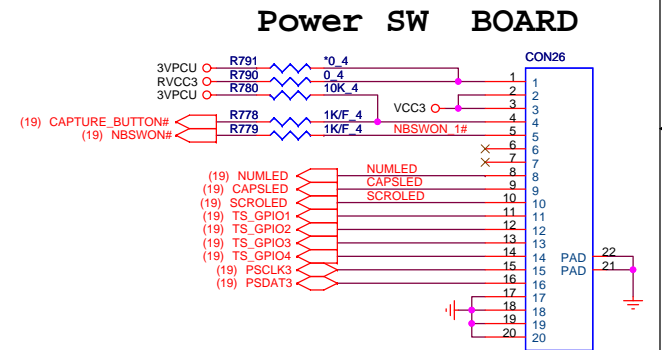 Power SW BOARD
CON26
3VPCU R791 *0_4
RVCC3 R790 0_4 1 1
3VPCU R780 10K_4 2 2
VCC3 3 3
(19) CAPTURE_BUTTON# R778 1K/F_4 4 4
(19) NBSWON# R779 1K/F_4 NBSWON_1# 5 5
6 6
7 7
(19) NUMLED NUMLED 8 8
(19) CAPSLED CAPSLED 9 9
(19) SCROLED SCROLED 10 10
(19) TS_GPIO1 11 11
(19) TS_GPIO2 12 12
(19) TS_GPIO3 13 13
(19) TS_GPIO4 14 14 PAD 22
(19) PSCLK3 15 15 PAD 21
(19) PSDAT3 16 16
17 17
18 18
19 19
20 20